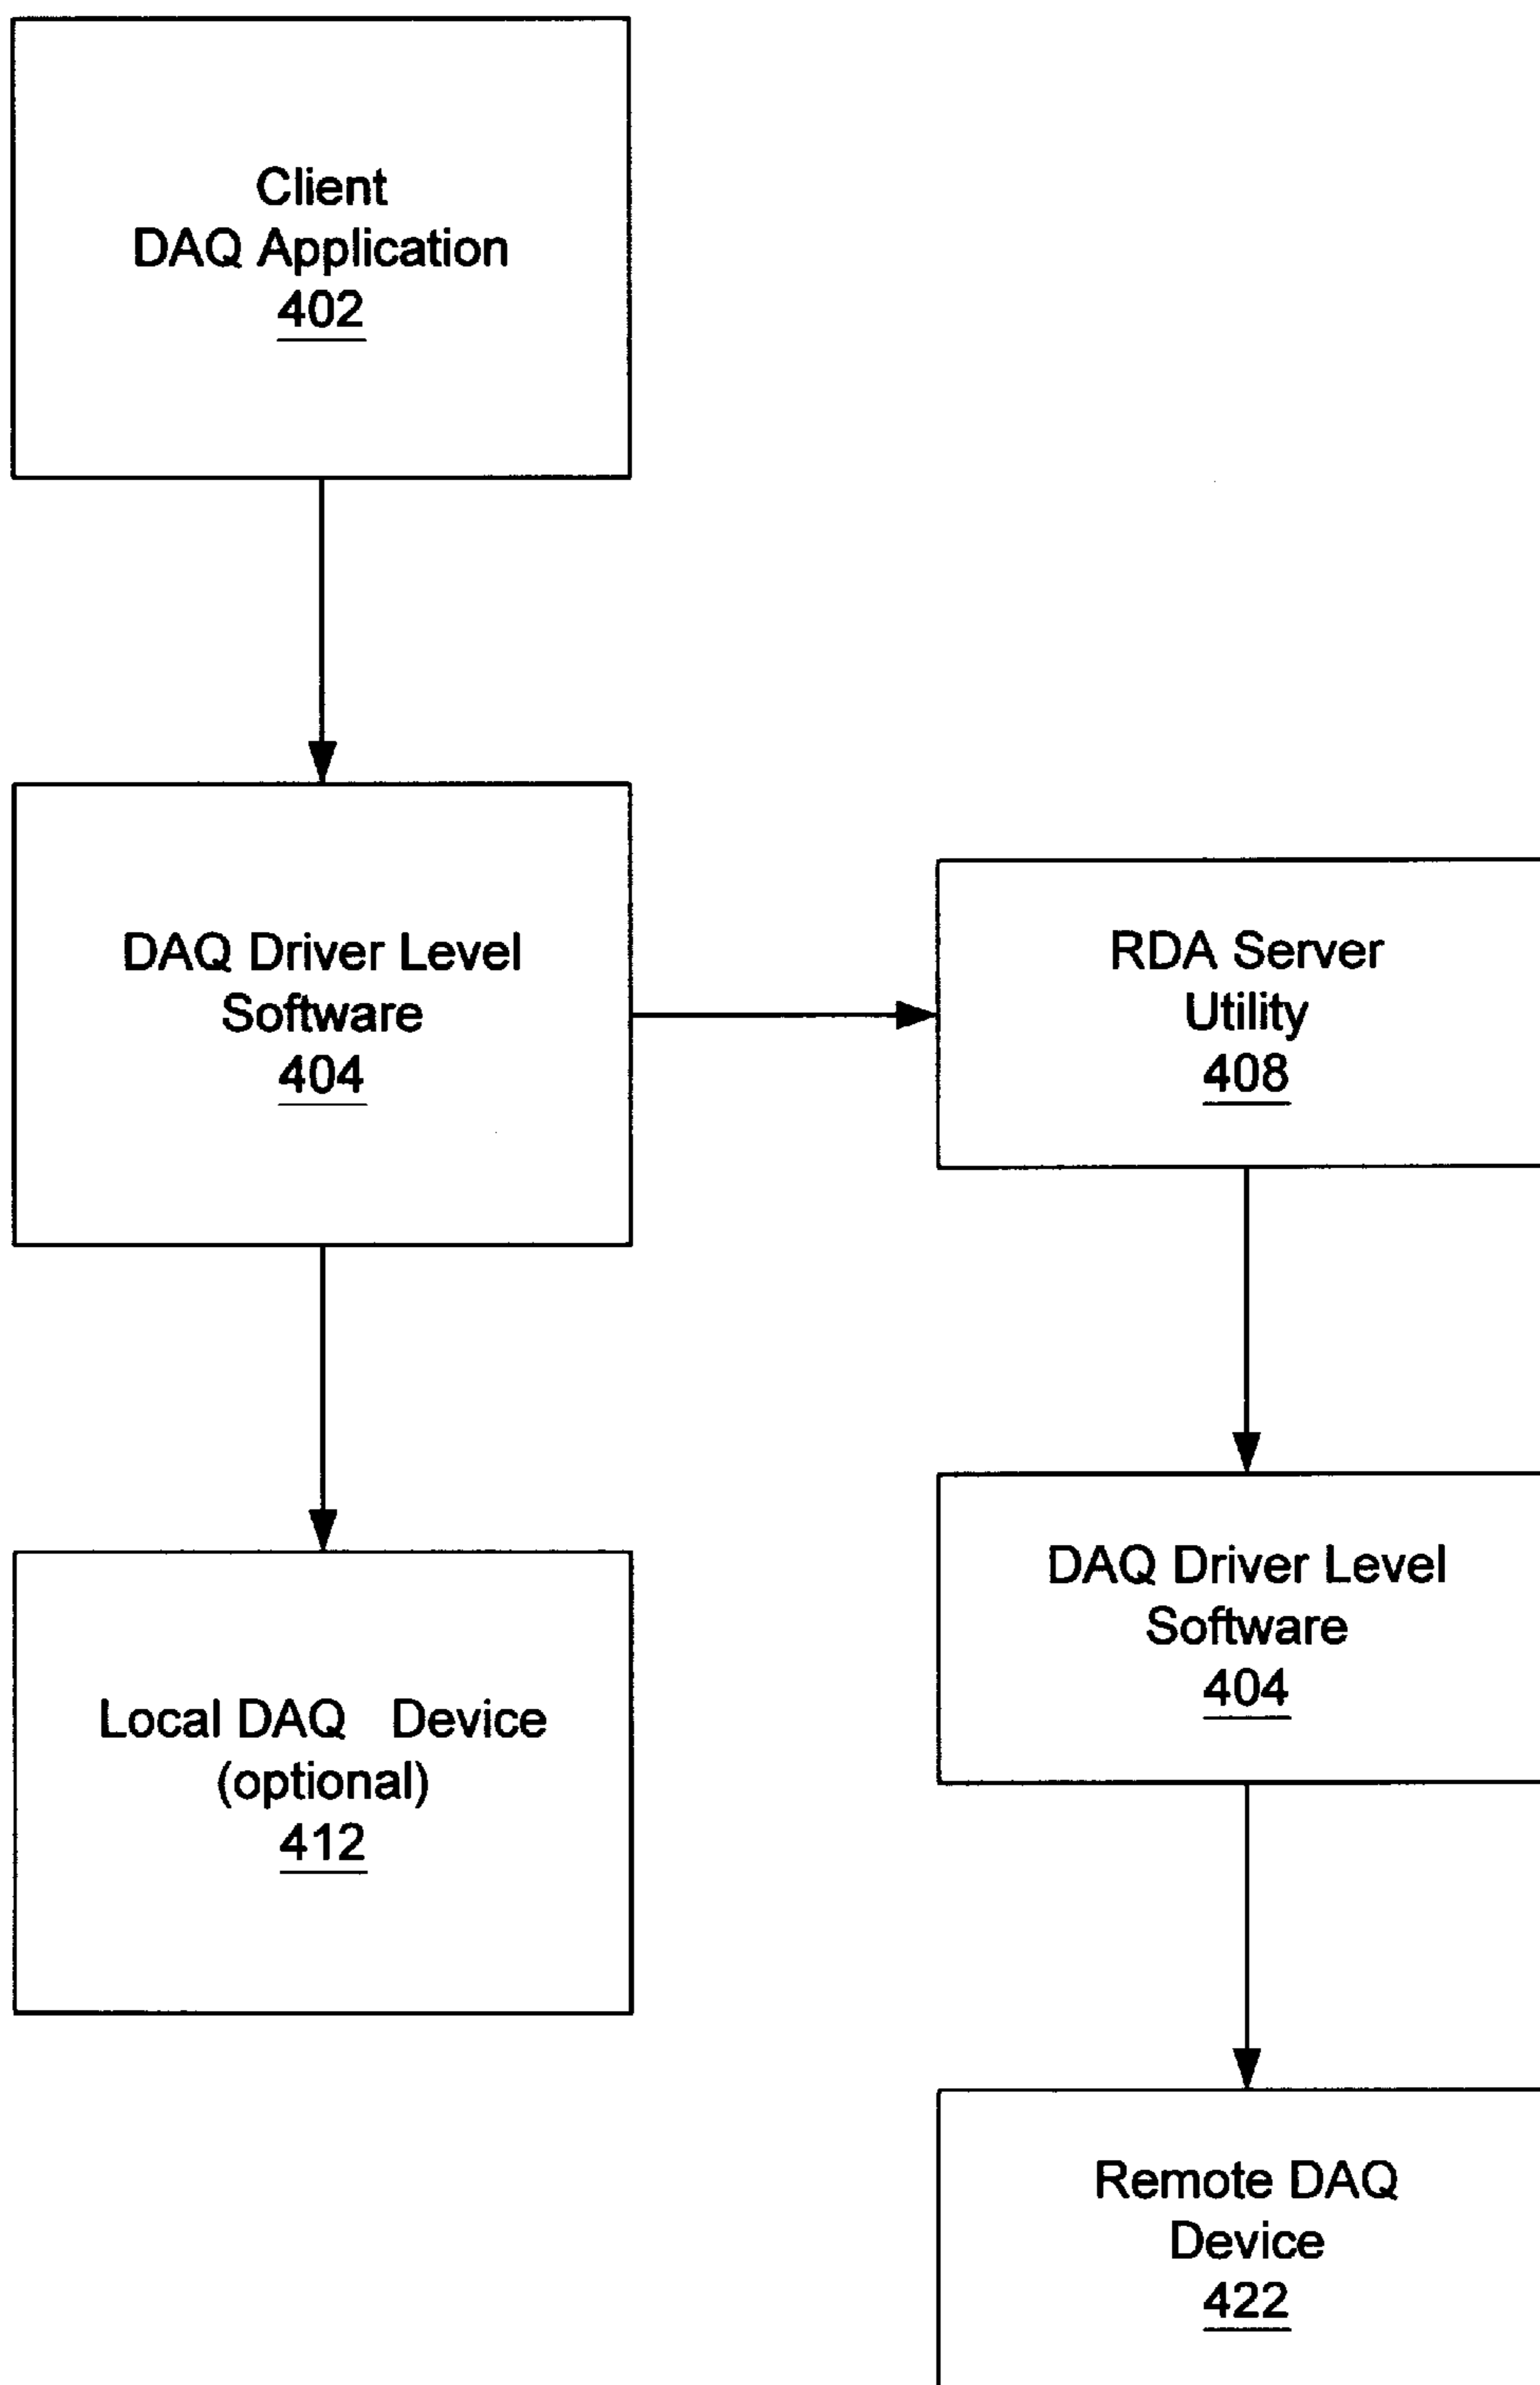 Client
DAQ Application
402
DAQ Driver Level
Software
404
RDA Server
Utility
408
Local DAQ Device
(optional)
412
DAQ Driver Level
Software
404
Remote DAQ
Device
422